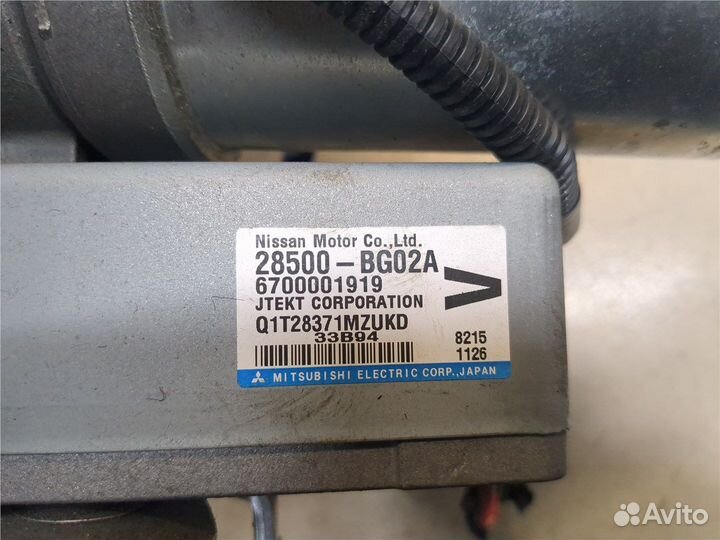 Nissan Motor Co.,Ltd.
28500-BG02A
6700001919
JTEKT CORPORATION
Q1T28371MZUKD
33B94
8215
1126
MITSUBISHI ELECTRIC CORP.,JAPAN
Avito